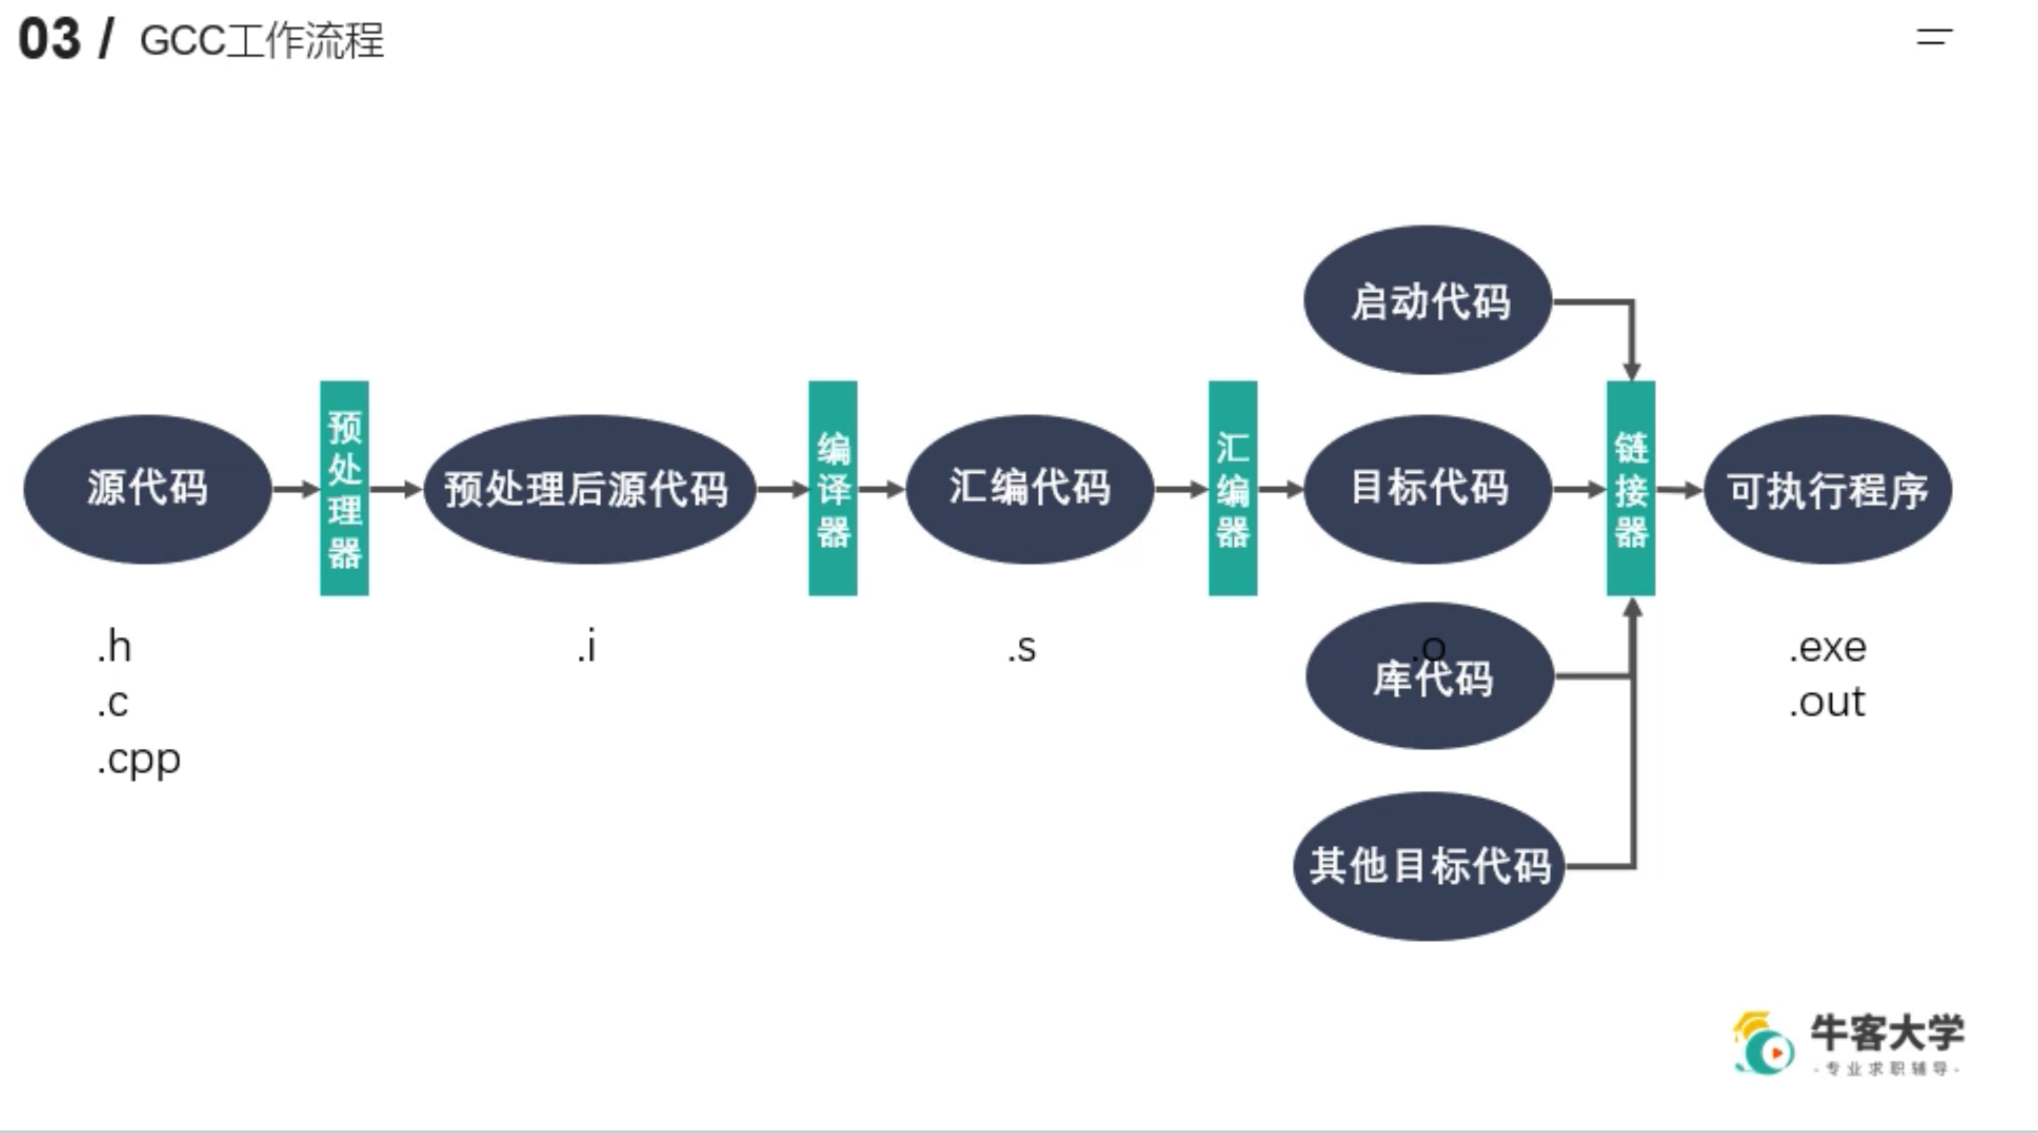 03 / GCC工作流程
启动代码
源代码
预处理器
预处理后源代码
编译器
汇编代码
汇编器
目标代码
链接器
可执行程序
.h
.c
.cpp
.i
.s
.o
库代码
.exe
.out
其他目标代码
牛客大学
-专业求职辅导-